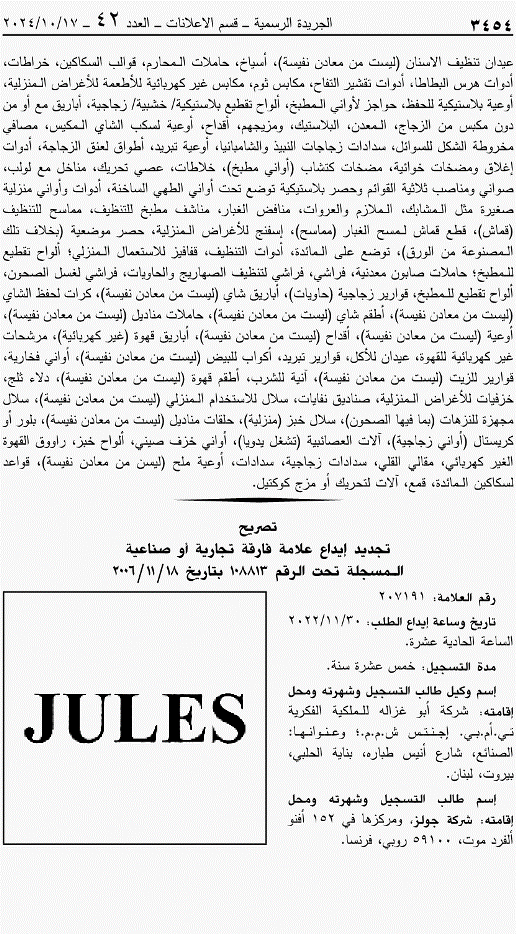 ٣٤٥٤ الجريدة الرسمية ــ قسم الاعلانات ــ العدد ٤٢ ــ ٢٠٢٤/١٠/١٧
عيدان تنظيف الاسنان (ليست من معادن نفيسة)، أسياخ، حاملات المحارم، قوالب السكاكين، خراطات،
أدوات هرس البطاطا، أدوات تقشير التفاح، مكابس ثوم، مكابس غير كهربائية للأطعمة للأغراض المنزلية،
أوعية بلاستيكية للحفظ، حواجز لأواني المطبخ، ألواح تقطيع بلاستيكية/ خشبية/ زجاجية، أباريق مع أو من
دون مكبس من الزجاج، المعدن، البلاستيك، ومزيجهم، أقداح، أوعية لسكب الشاي المكيس، مصافي
مخروطة الشكل للسوائل، سدادات زجاجات النبيذ والشامبانيا، أوعية تبريد، أطواق لعنق الزجاجة، أدوات
إغلاق ومضخات خوائية، مضخات كتشاب (أواني مطبخ)، خلاطات، عصي تحريك، مناخل مع لولب،
صواني ومناصب ثلاثية القوائم وحصر بلاستيكية توضع تحت أواني الطهي الساخنة، أدوات وأواني منزلية
صغيرة مثل المشابك، الملازم والعروات، منافض الغبار، مناشف مطبخ للتنظيف، مماسح للتنظيف
(قماش)، قطع قماش لمسح الغبار (مماسح)، إسفنج للأغراض المنزلية، حصر موضعية (بخلاف تلك
المصنوعة من الورق)، توضع على المائدة، أدوات التنظيف، قفافيز للاستعمال المنزلي؛ ألواح تقطيع
للمطبخ؛ حاملات صابون معدنية، فراشي، فراشي لتنظيف الصهاريج والحاويات، فراشي لغسل الصحون،
ألواح تقطيع للمطبخ، قوارير زجاجية (حاويات)، أباريق شاي (ليست من معادن نفيسة)، كرات لحفظ الشاي
(ليست من معادن نفيسة)، أطقم شاي (ليست من معادن نفيسة)، حاملات مناديل (ليست من معادن نفيسة)،
أوعية (ليست من معادن نفيسة)، أقداح (ليست من معادن نفيسة)، أباريق قهوة (غير كهربائية)، مرشحات
غير كهربائية للقهوة، عيدان للأكل، قوارير تبريد، أكواب للبيض (ليست من معادن نفيسة)، أواني فخارية،
قوارير للزيت (ليست من معادن نفيسة)، آنية للشرب، أطقم قهوة (ليست من معادن نفيسة)، دلاء ثلج،
خزفيات للأغراض المنزلية، صناديق نفايات، سلال للاستخدام المنزلي (ليست من معادن نفيسة)، سلال
مجهزة للنزهات (بما فيها الصحون)، سلال خبز (منزلية)، حلقات مناديل (ليست من معادن نفيسة)، بلور أو
كريستال (أواني زجاجية)، آلات العصائبية (تشغل يدويا)، أواني خزف صيني، ألواح خبز، راووق القهوة
الغير كهربائي، مقالي القلي، سدادات زجاجية، سدادات، أوعية ملح (ليسن من معادن نفيسة)، قواعد
لسكاكين المائدة، قمع، آلات لتحريك أو مزج كوكتيل.
تصريح
تجديد إيداع علامة فارقة تجارية أو صناعية
المسجلة تحت الرقم ١٠٨٨١٣ بتاريخ ٢٠٠٦/١١/١٨
رقم العلامة: ٢٠٧١٩١
تاريخ وساعة إيداع الطلب: ٢٠٢٢/١١/٣٠
الساعة الحادية عشرة.
مدة التسجيل: خمس عشرة سنة.
إسم وكيل طالب التسجيل وشهرته ومحل
إقامته: شركة أبو غزاله للملكية الفكرية
تي.أم.بي. إجنتس ش.م.م.؛ وعنوانها:
الصنائع، شارع أنيس طباره، بناية الحلبي،
بيروت، لبنان.
إسم طالب التسجيل وشهرته ومحل
إقامته: شركة جولز، ومركزها في ١٥٢ أفنو
ألفرد موت، ٥٩١٠٠ روبي، فرنسا.
JULES